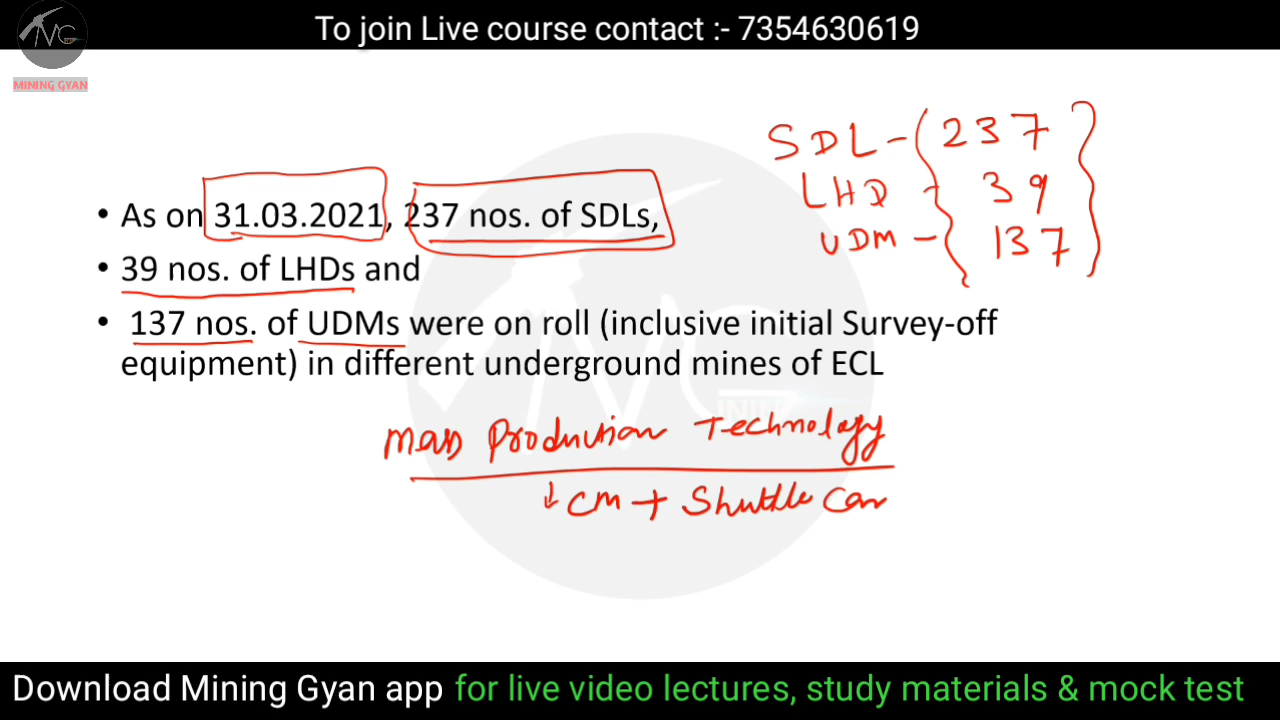 To join Live course contact :- 7354630619
MINING GYAN
SDL - 237
LHD - 39
UDM - 137
• As on 31.03.2021, 237 nos. of SDLs,
• 39 nos. of LHDs and
• 137 nos. of UDMs were on roll (inclusive initial Survey-off
equipment) in different underground mines of ECL
Mass Production Technology
↓ CM + Shuttle Car
Download Mining Gyan app for live video lectures, study materials & mock test